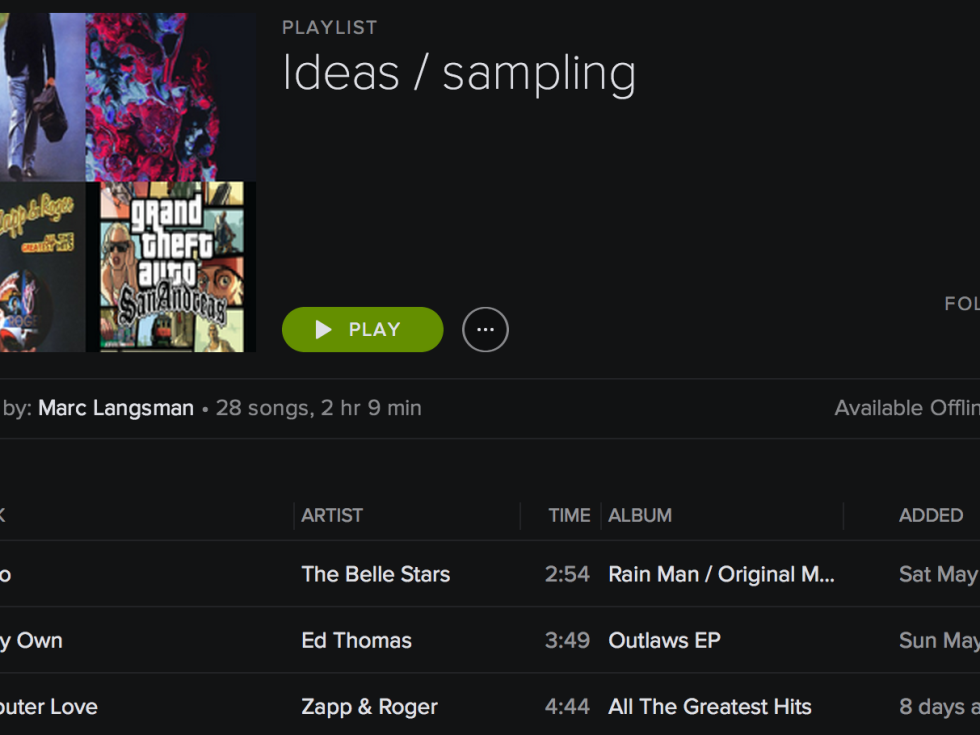 PLAYLIST
Ideas / sampling
Zapp & Roger
ALL THE
GREATEST HITS
grand
theft
auto
San Andreas
PLAY
FOL
by: Marc Langsman • 28 songs, 2 hr 9 min
Available Offlin
K ARTIST TIME ALBUM ADDED
o The Belle Stars 2:54 Rain Man / Original M... Sat May
y Own Ed Thomas 3:49 Outlaws EP Sun May
outer Love Zapp & Roger 4:44 All The Greatest Hits 8 days a